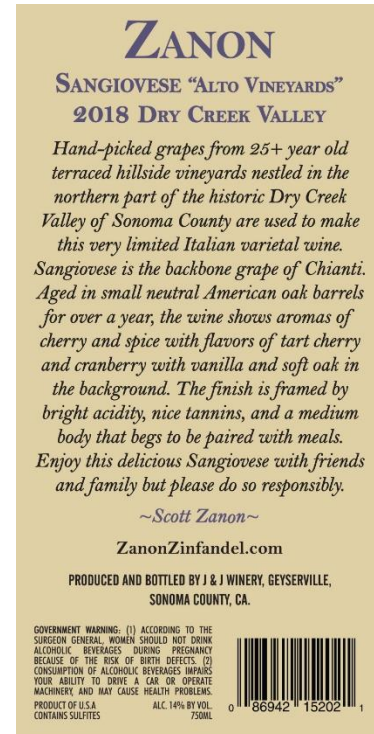 ZANON
SANGIOVESE “ALTO VINEYARDS”
2018 DRY CREEK VALLEY
Hand-picked grapes from 25+ year old
terraced hillside vineyards nestled in the
northern part of the historic Dry Creek
Valley of Sonoma County are used to make
this very limited Italian varietal wine.
Sangiovese is the backbone grape of Chianti.
Aged in small neutral American oak barrels
for over a year, the wine shows aromas of
cherry and spice with flavors of tart cherry
and cranberry with vanilla and soft oak in
the background. The finish is framed by
bright acidity, nice tannins, and a medium
body that begs to be paired with meals.
Enjoy this delicious Sangiovese with friends
and family but please do so responsibly.
~Scott Zanon~
ZanonZinfandel.com
PRODUCED AND BOTTLED BY J & J WINERY, GEYSERVILLE,
SONOMA COUNTY, CA.
GOVERNMENT WARNING: (1) ACCORDING TO THE
SURGEON GENERAL, WOMEN SHOULD NOT DRINK
ALCOHOLIC BEVERAGES DURING PREGNANCY
BECAUSE OF THE RISK OF BIRTH DEFECTS. (2)
CONSUMPTION OF ALCOHOLIC BEVERAGES IMPAIRS
YOUR ABILITY TO DRIVE A CAR OR OPERATE
MACHINERY, AND MAY CAUSE HEALTH PROBLEMS.
PRODUCT OF U.S.A ALC. 14% BY VOL.
CONTAINS SULFITES 750ML
0 86942 15202 1